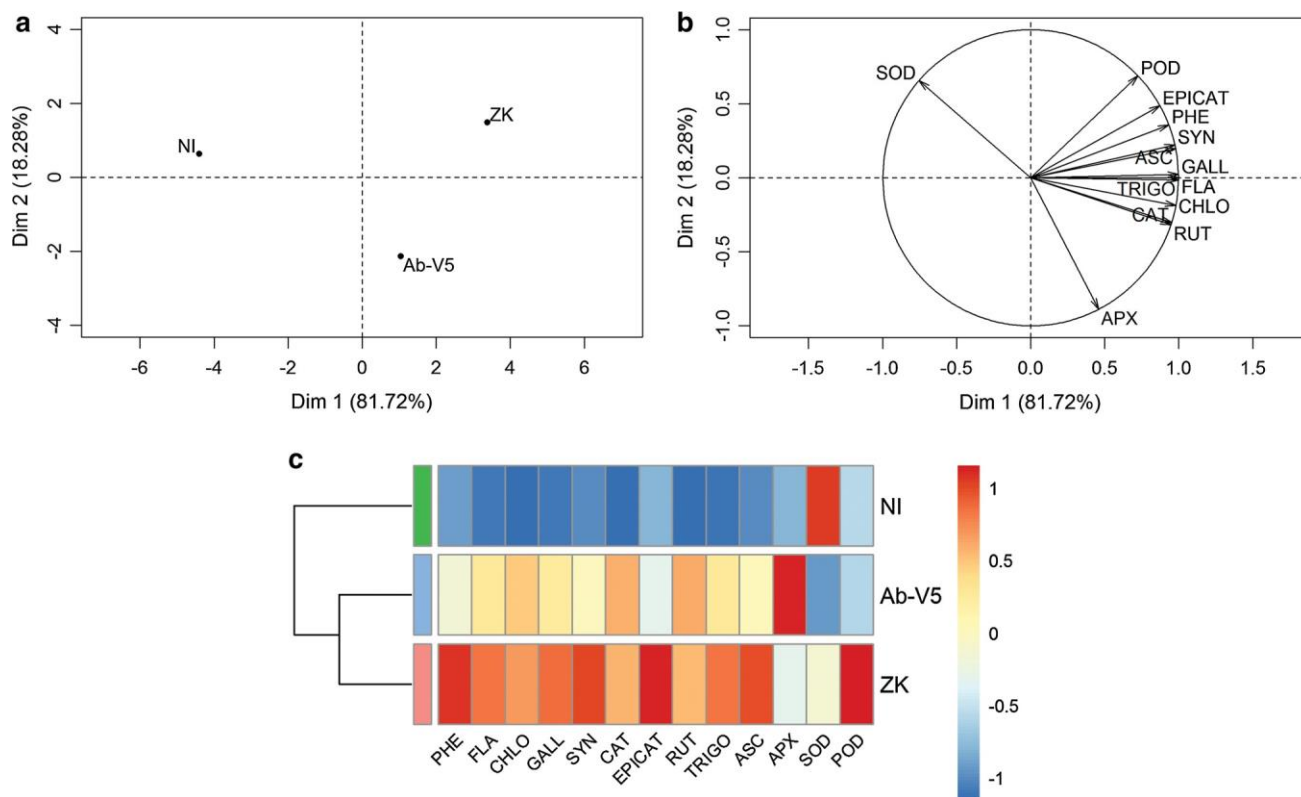 a
4
2
0
-2
-4
Dim 2 (18.28%)
NI
ZK
Ab-V5
-6 -4 -2 0 2 4 6
Dim 1 (81.72%)
b
1.0
0.5
0.0
-0.5
-1.0
Dim 2 (18.28%)
SOD
POD
EPICAT
PHE
SYN
ASC
GALL
TRIGO FLA
CHLO
CAT
RUT
APX
-1.5 -1.0 -0.5 0.0 0.5 1.0 1.5
Dim 1 (81.72%)
c
NI
Ab-V5
ZK
PHE FLA CHLO GALL SYN CAT EPICAT RUT TRIGO ASC APX SOD POD
1
0.5
0
-0.5
-1